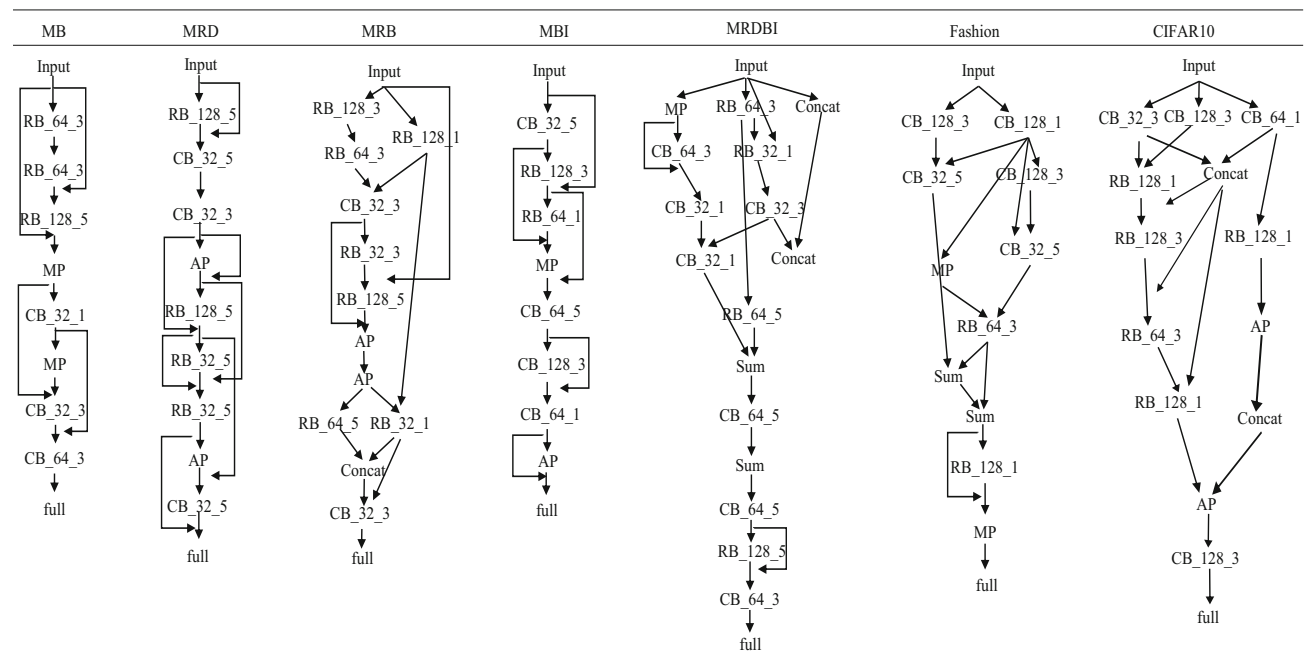 MB MRD MRB MBI MRDBI Fashion CIFAR10
Input
RB_64_3
RB_64_3
RB_128_5
MP
CB_32_1
MP
CB_32_3
CB_64_3
full
Input
RB_128_5
CB_32_5
CB_32_3
AP
RB_128_5
RB_32_5
RB_32_5
AP
CB_32_5
full
Input
RB_128_3
RB_128_1
RB_64_3
CB_32_3
RB_32_3
RB_128_5
AP
AP
RB_64_5 RB_32_1
Concat
CB_32_3
full
Input
CB_32_5
RB_128_3
RB_64_1
MP
CB_64_5
CB_128_3
CB_64_1
AP
full
Input
MP RB_64_3 Concat
CB_64_3 RB_32_1
CB_32_1 CB_32_3
CB_32_1 Concat
RB_64_5
Sum
CB_64_5
Sum
CB_64_5
RB_128_5
CB_64_3
full
Input
CB_128_3 CB_128_1
CB_32_5 CB_128_3
CB_32_5
MP
RB_64_3
Sum
Sum
RB_128_1
MP
full
Input
CB_32_3 CB_128_3 CB_64_1
RB_128_1 Concat
RB_128_3 RB_128_1
RB_64_3 AP
RB_128_1
Concat
AP
CB_128_3
full